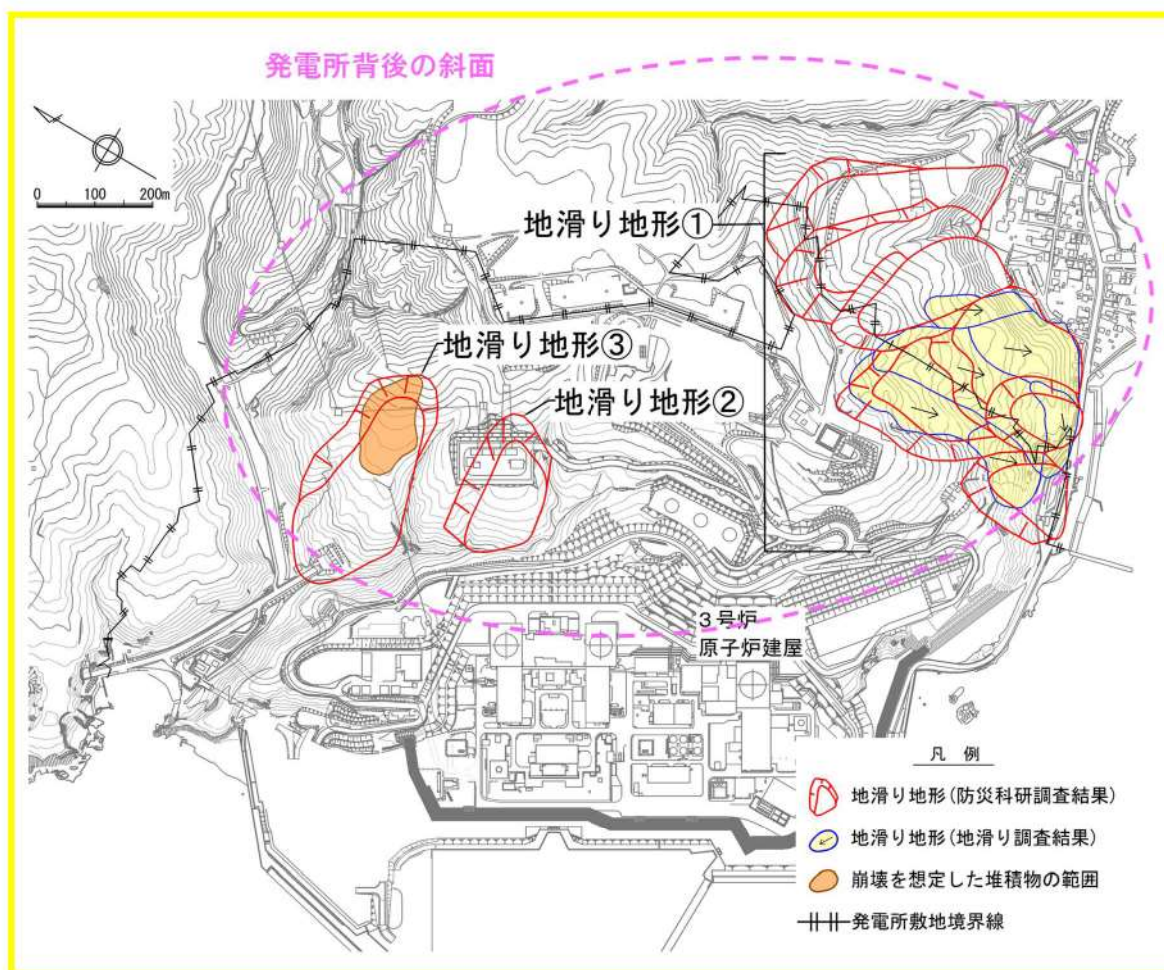 発電所背後の斜面
0 100 200m
地滑り地形①
地滑り地形③
地滑り地形②
3号炉
原子炉建屋
凡 例
地滑り地形(防災科研調査結果)
地滑り地形(地滑り調査結果)
崩壊を想定した堆積物の範囲
発電所敷地境界線